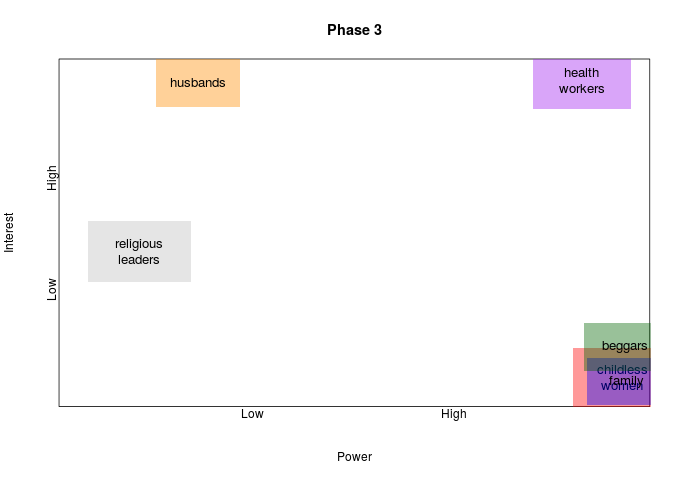 Phase 3
husbands
health
workers
High
Interest
religious
leaders
Low
beggars
childless
women
family
Low
High
Power